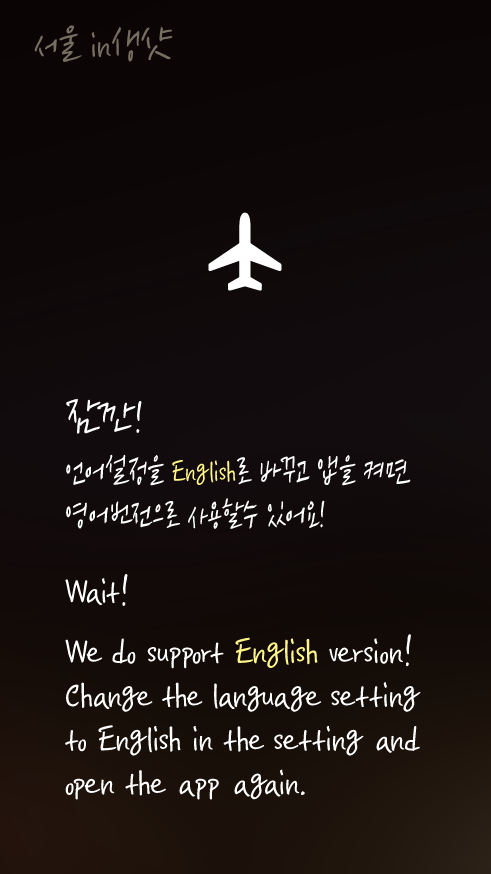 서울 in생샷
잠깐!
언어설정을 English로 바꾸고 앱을 켜면
영어버전으로 사용할수 있어요!
Wait!
We do support English version!
Change the language setting
to English in the setting and
open the app again.